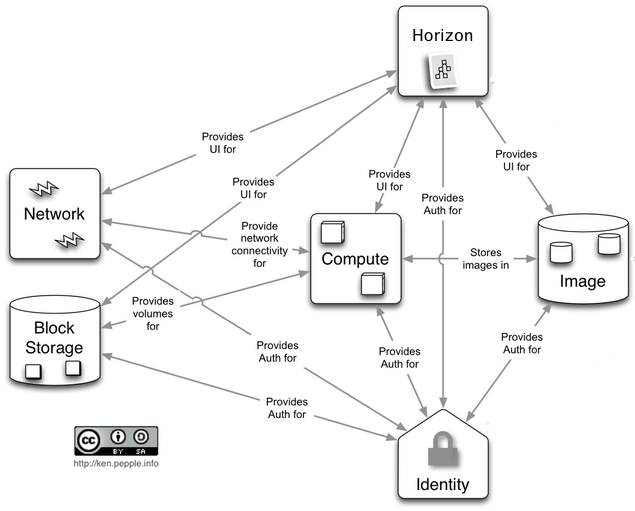 Horizon
Provides
UI for
Provides
UI for
Provides
UI for
Provides
UI for
Provides
Auth for
Network
Provide
network
connectivity
for
Compute
Stores
images in
Image
Block
Storage
Provides
volumes
for
Provides
Auth for
Provides
Auth for
Provides
Auth for
Provides
Auth for
Identity
cc
BY SA
http://ken.pepple.info